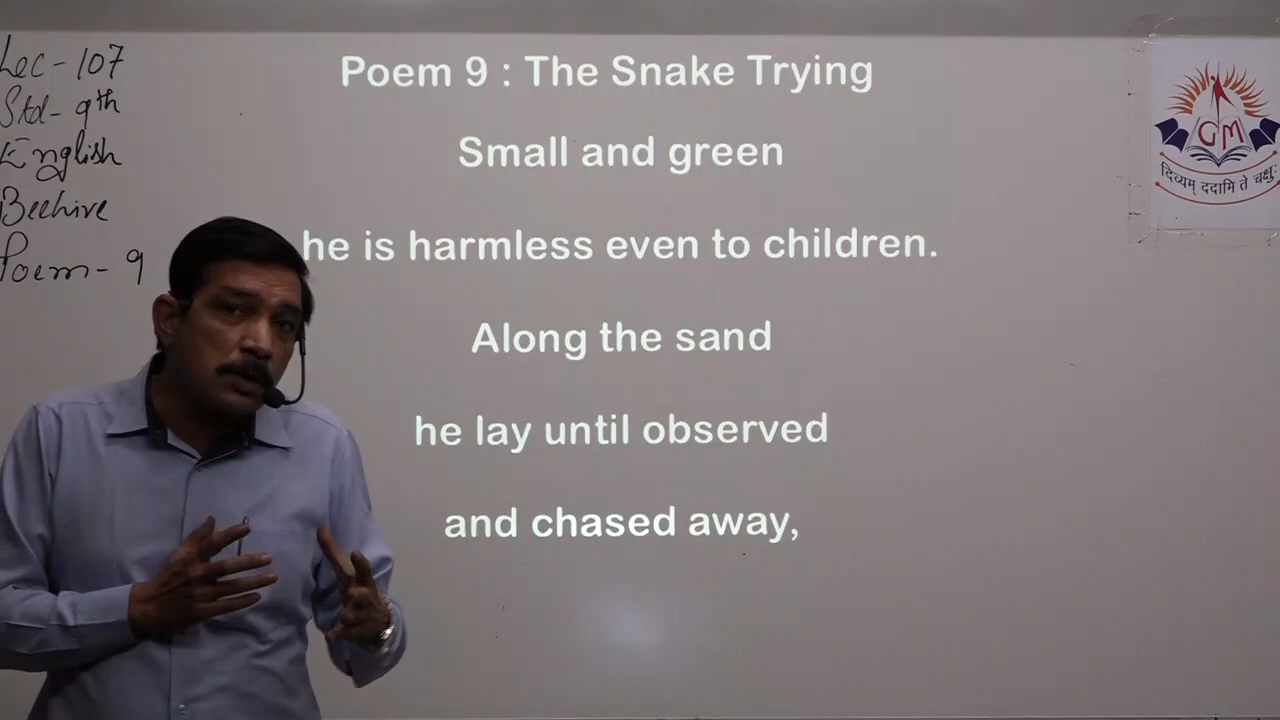 Lec - 107
Std - 9th
English
Beehive
Poem - 9
Poem 9 : The Snake Trying
Small and green
he is harmless even to children.
Along the sand
he lay until observed
and chased away,
GM
दिव्यम् ददामि ते चक्षुः